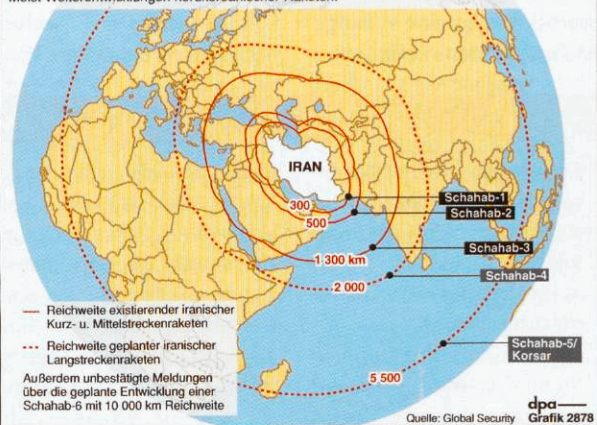 IRAN
300
500
1 300 km
2 000
5 500
Schahab-1
Schahab-2
Schahab-3
Schahab-4
Schahab-5/
Korsar
Reichweite existierender iranischer
Kurz- u. Mittelstreckenraketen
Reichweite geplanter iranischer
Langstreckenraketen
Außerdem unbestätigte Meldungen
über die geplante Entwicklung einer
Schahab-6 mit 10 000 km Reichweite
Quelle: Global Security
dpa
Grafik 2878